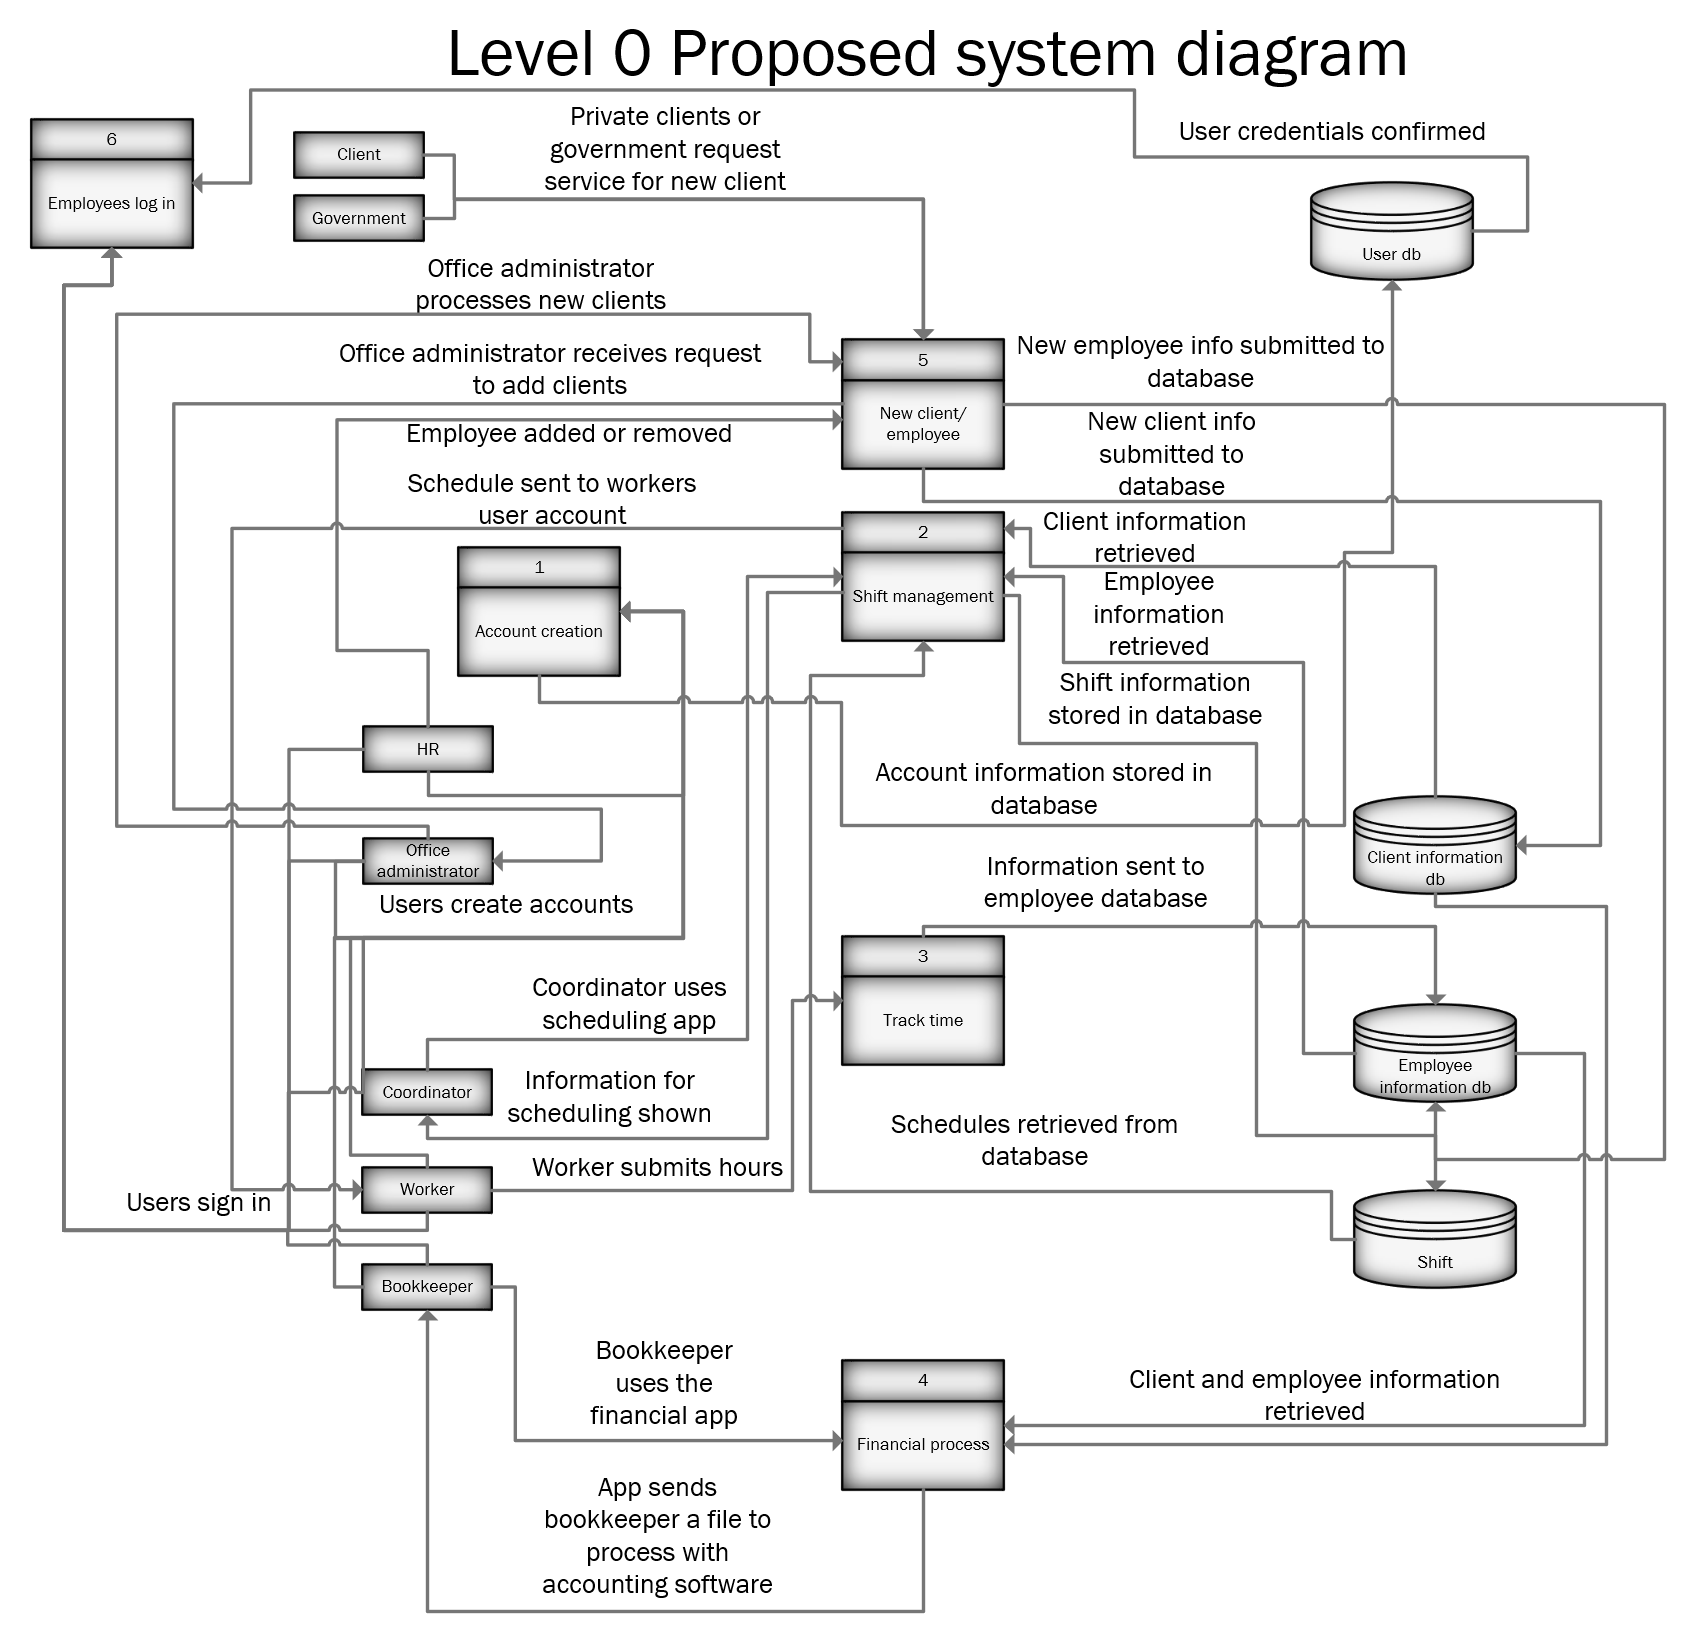 Level 0 Proposed system diagram
Private clients or
government request
service for new client
User credentials confirmed
6
Employees log in
Client
Government
User db
Office administrator
processes new clients
Office administrator receives request
to add clients
5
New client/
employee
New employee info submitted to
database
Employee added or removed
New client info
submitted to
database
Schedule sent to workers
user account
2
Shift management
Client information
retrieved
1
Account creation
Employee
information
retrieved
Shift information
stored in database
HR
Account information stored in
database
Office
administrator
Client information
db
Users create accounts
Information sent to
employee database
3
Track time
Coordinator uses
scheduling app
Employee
information db
Coordinator
Information for
scheduling shown
Schedules retrieved from
database
Worker
Worker submits hours
Users sign in
Shift
Bookkeeper
Bookkeeper
uses the
financial app
4
Financial process
Client and employee information
retrieved
App sends
bookkeeper a file to
process with
accounting software